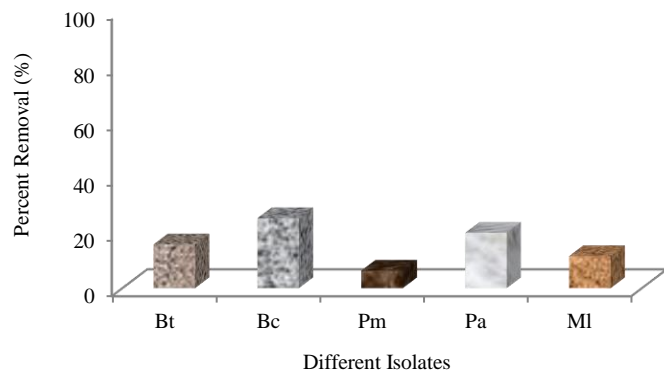 Percent Removal (%)
100
80
60
40
20
0
Bt Bc Pm Pa Ml
Different Isolates